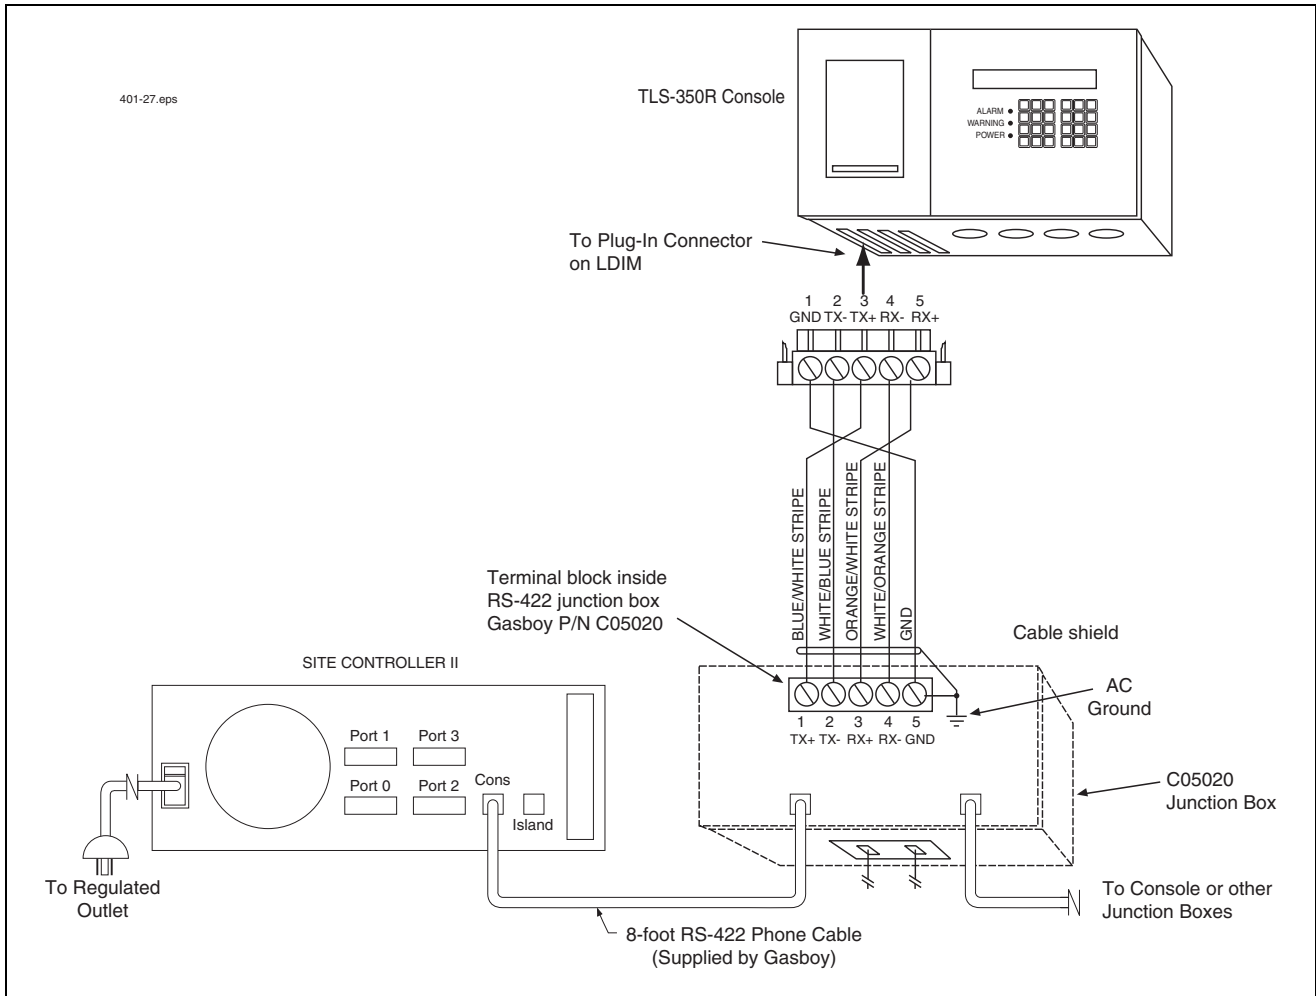 401-27.eps
TLS-350R Console
ALARM
WARNING
POWER
To Plug-In Connector
on LDIM
1 2 3 4 5
GND TX- TX+ RX- RX+
BLUE/WHITE STRIPE
WHITE/BLUE STRIPE
ORANGE/WHITE STRIPE
WHITE/ORANGE STRIPE
GND
Terminal block inside
RS-422 junction box
Gasboy P/N C05020
Cable shield
AC
Ground
1 2 3 4 5
TX+ TX- RX+ RX- GND
SITE CONTROLLER II
Port 1 Port 3
Port 0 Port 2
Cons
Island
C05020
Junction Box
To Regulated
Outlet
To Console or other
Junction Boxes
8-foot RS-422 Phone Cable
(Supplied by Gasboy)